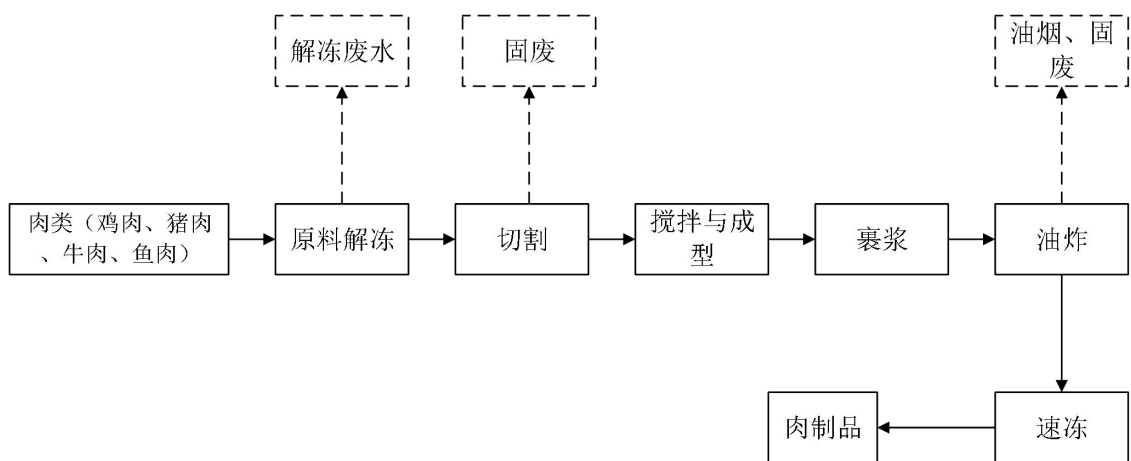 解冻废水
固废
油烟、固
废
肉类（鸡肉、猪肉
、牛肉、鱼肉）
原料解冻
切割
搅拌与成
型
裹浆
油炸
肉制品
速冻